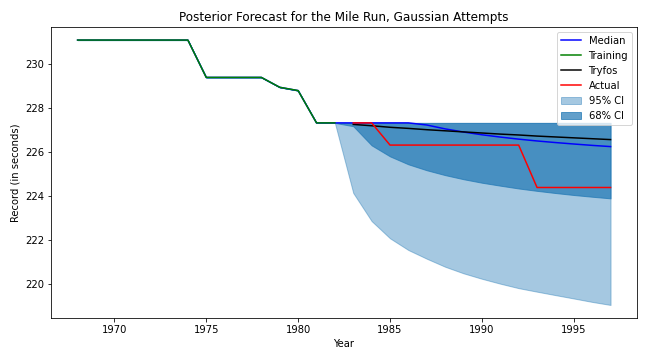 Posterior Forecast for the Mile Run, Gaussian Attempts
Record (in seconds)
230
228
226
224
222
220
Median
Training
Tryfos
Actual
95% CI
68% CI
1970
1975
1980
1985
1990
1995
Year